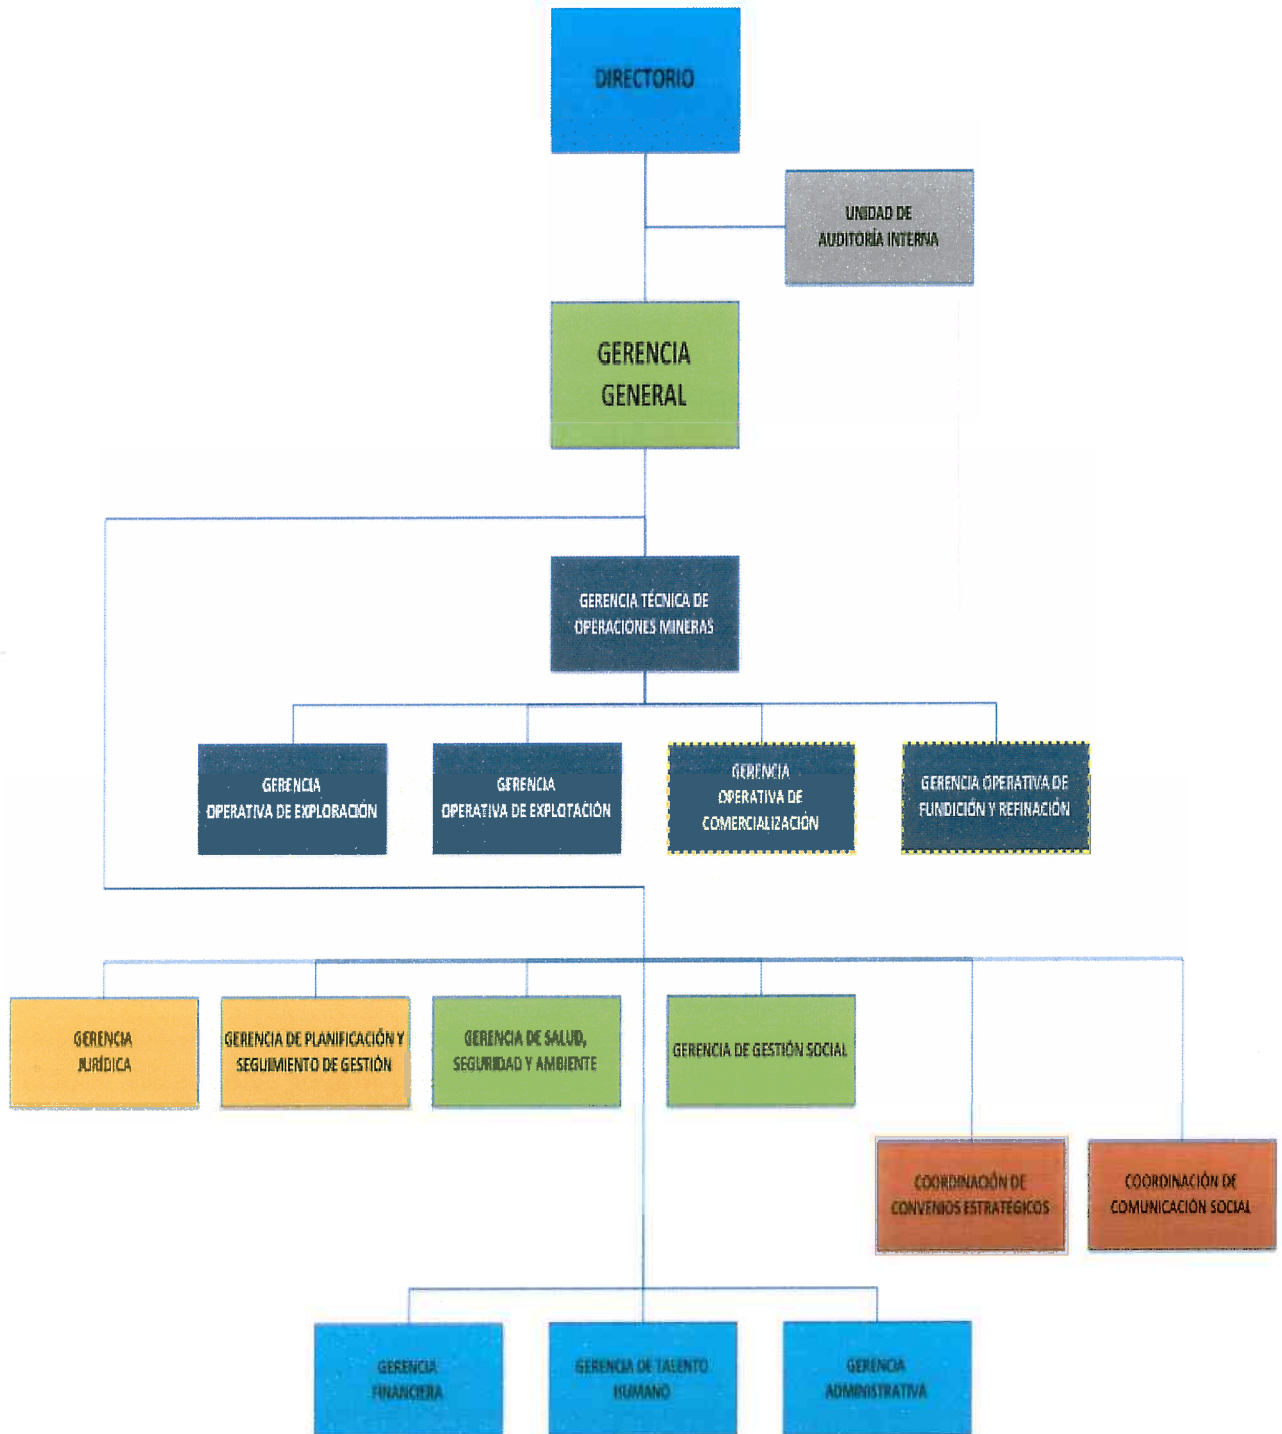 DIRECTORIO
UNIDAD DE
AUDITORÍA INTERNA
GERENCIA
GENERAL
GERENCIA TÉCNICA DE
OPERACIONES MINERAS
GERENCIA
OPERATIVA DE EXPLORACIÓN
GERENCIA
OPERATIVA DE EXPLOTACIÓN
GERENCIA
OPERATIVA DE
COMERCIALIZACIÓN
GERENCIA OPERATIVA DE
FUNDICIÓN Y REFINACIÓN
GERENCIA
JURÍDICA
GERENCIA DE PLANIFICACIÓN Y
SEGUIMIENTO DE GESTIÓN
GERENCIA DE SALUD,
SEGURIDAD Y AMBIENTE
GERENCIA DE GESTIÓN SOCIAL
COORDINACIÓN DE
CONVENIOS ESTRATÉGICOS
COORDINACIÓN DE
COMUNICACIÓN SOCIAL
GERENCIA
FINANCIERA
GERENCIA DE TALENTO
HUMANO
GERENCIA
ADMINISTRATIVA